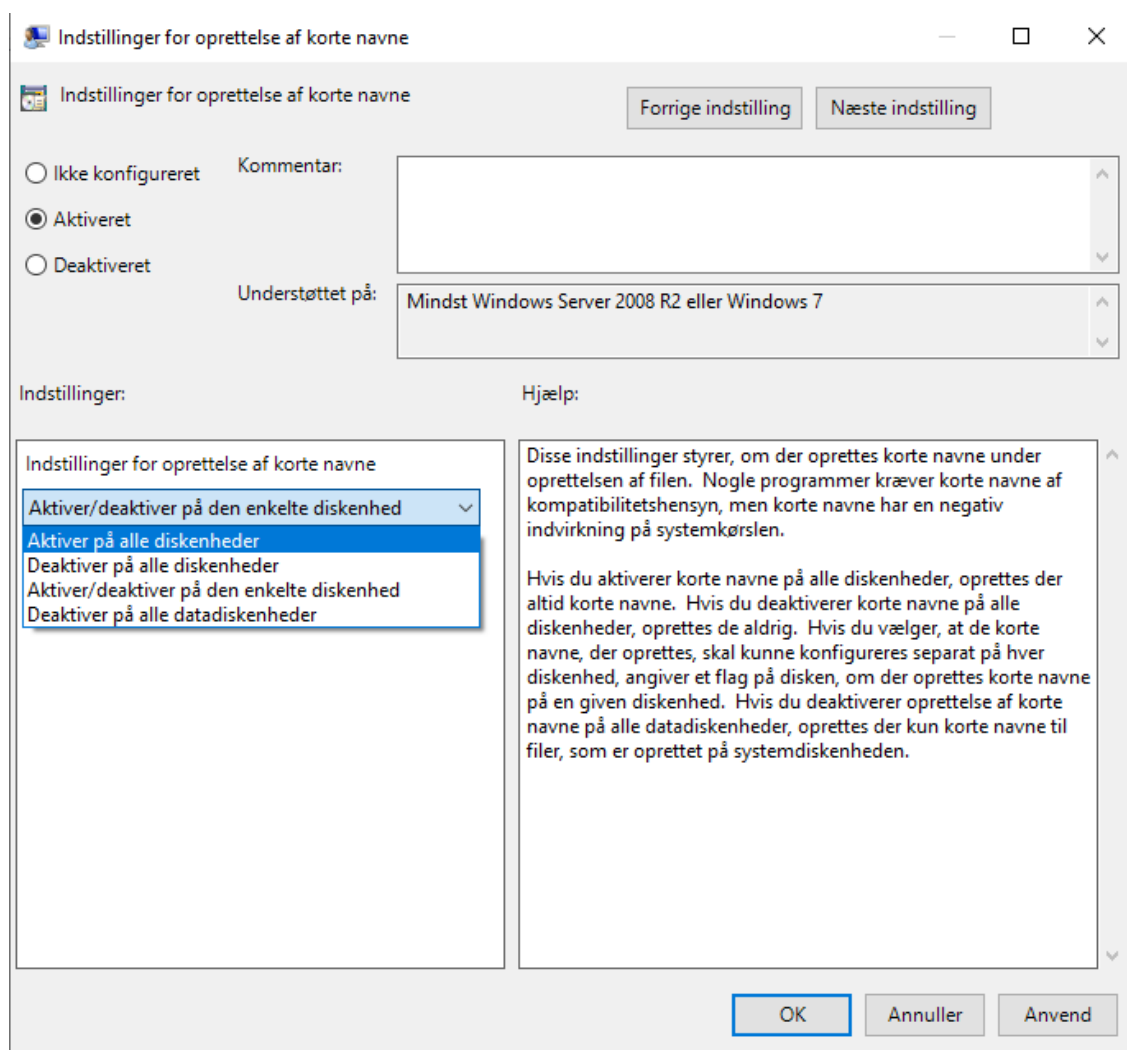 Indstillinger for oprettelse af korte navne
Indstillinger for oprettelse af korte navne
Forrige indstilling
Næste indstilling
Ikke konfigureret
Aktiveret
Deaktiveret
Kommentar:
Understøttet på:
Mindst Windows Server 2008 R2 eller Windows 7
Indstillinger:
Hjælp:
Indstillinger for oprettelse af korte navne
Aktiver/deaktiver på den enkelte diskenhed
Aktiver på alle diskenheder
Deaktiver på alle diskenheder
Aktiver/deaktiver på den enkelte diskenhed
Deaktiver på alle datadiskenheder
Disse indstillinger styrer, om der oprettes korte navne under
oprettelsen af filen.  Nogle programmer kræver korte navne af
kompatibilitetshensyn, men korte navne har en negativ
indvirkning på systemkørslen.
Hvis du aktiverer korte navne på alle diskenheder, oprettes der
altid korte navne.  Hvis du deaktiverer korte navne på alle
diskenheder, oprettes de aldrig.  Hvis du vælger, at de korte
navne, der oprettes, skal kunne konfigureres separat på hver
diskenhed, angiver et flag på disken, om der oprettes korte navne
på en given diskenhed.  Hvis du deaktiverer oprettelse af korte
navne på alle datadiskenheder, oprettes der kun korte navne til
filer, som er oprettet på systemdiskenheden.
OK
Annuller
Anvend